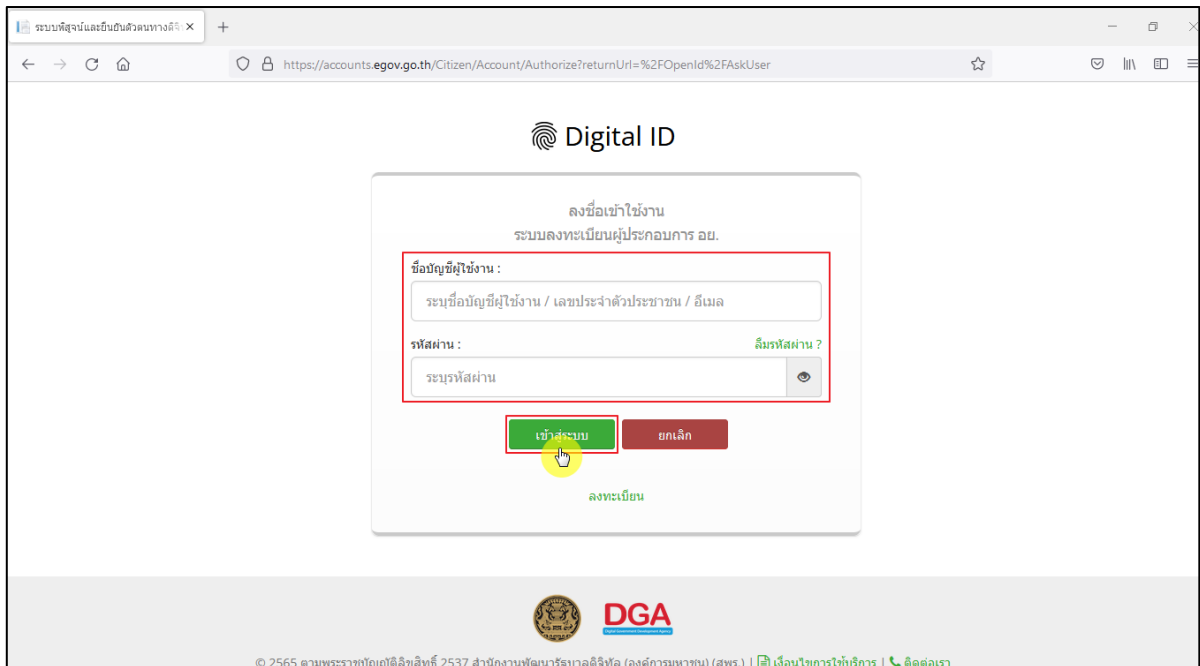 ระบบพิสูจน์และยืนยันตัวตนทางดิจิ
https://accounts.egov.go.th/Citizen/Account/Authorize?returnUrl=%2FOpenId%2FAskUser
Digital ID
ลงชื่อเข้าใช้งาน
ระบบลงทะเบียนผู้ประกอบการ อย.
ชื่อบัญชีผู้ใช้งาน :
ระบุชื่อบัญชีผู้ใช้งาน / เลขประจำตัวประชาชน / อีเมล
รหัสผ่าน : ลืมรหัสผ่าน ?
ระบุรหัสผ่าน
เข้าสู่ระบบ ยกเลิก
ลงทะเบียน
DGA
Digital Government Development Agency
© 2565 ตามพระราชบัญญัติลิขสิทธิ์ 2537 สำนักงานพัฒนารัฐบาลดิจิทัล (องค์การมหาชน) (สพร.) | เงื่อนไขการใช้บริการ | ติดต่อเรา